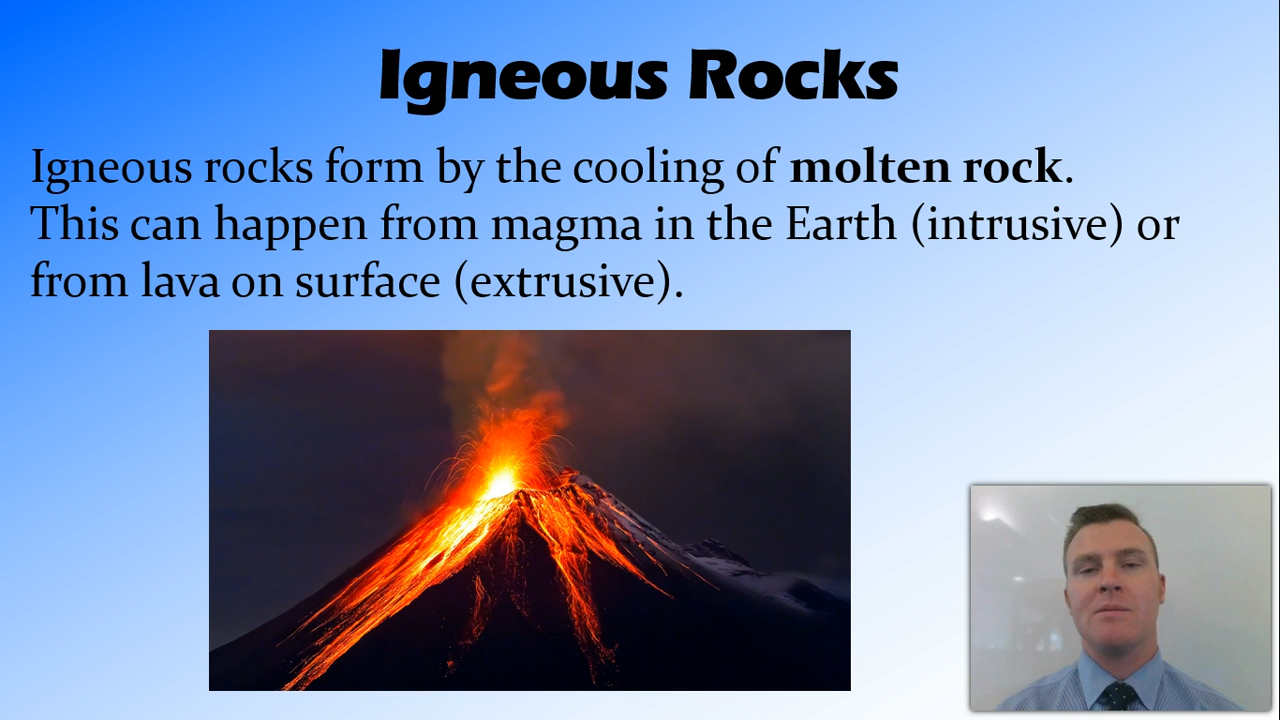 Igneous Rocks
Igneous rocks form by the cooling of molten rock.
This can happen from magma in the Earth (intrusive) or
from lava on surface (extrusive).